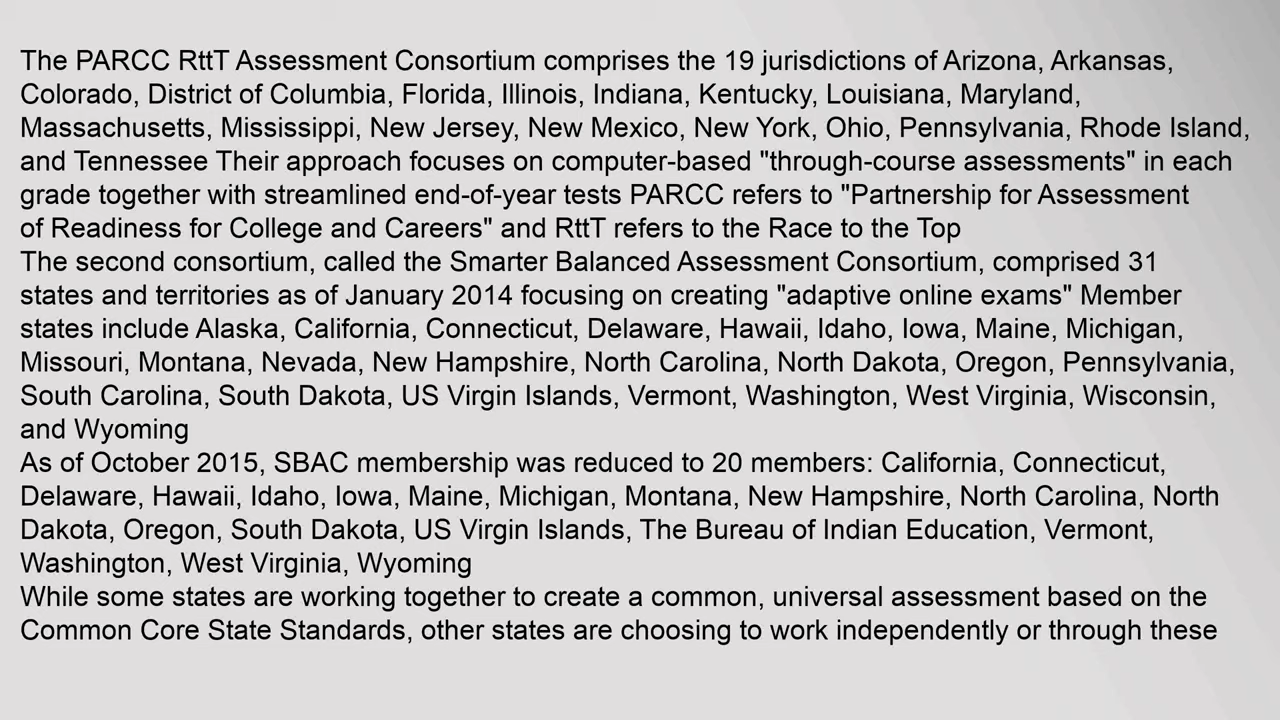 The PARCC RttT Assessment Consortium comprises the 19 jurisdictions of Arizona, Arkansas,
Colorado, District of Columbia, Florida, Illinois, Indiana, Kentucky, Louisiana, Maryland,
Massachusetts, Mississippi, New Jersey, New Mexico, New York, Ohio, Pennsylvania, Rhode Island,
and Tennessee Their approach focuses on computer-based "through-course assessments" in each
grade together with streamlined end-of-year tests PARCC refers to "Partnership for Assessment
of Readiness for College and Careers" and RttT refers to the Race to the Top
The second consortium, called the Smarter Balanced Assessment Consortium, comprised 31
states and territories as of January 2014 focusing on creating "adaptive online exams" Member
states include Alaska, California, Connecticut, Delaware, Hawaii, Idaho, Iowa, Maine, Michigan,
Missouri, Montana, Nevada, New Hampshire, North Carolina, North Dakota, Oregon, Pennsylvania,
South Carolina, South Dakota, US Virgin Islands, Vermont, Washington, West Virginia, Wisconsin,
and Wyoming
As of October 2015, SBAC membership was reduced to 20 members: California, Connecticut,
Delaware, Hawaii, Idaho, Iowa, Maine, Michigan, Montana, New Hampshire, North Carolina, North
Dakota, Oregon, South Dakota, US Virgin Islands, The Bureau of Indian Education, Vermont,
Washington, West Virginia, Wyoming
While some states are working together to create a common, universal assessment based on the
Common Core State Standards, other states are choosing to work independently or through these